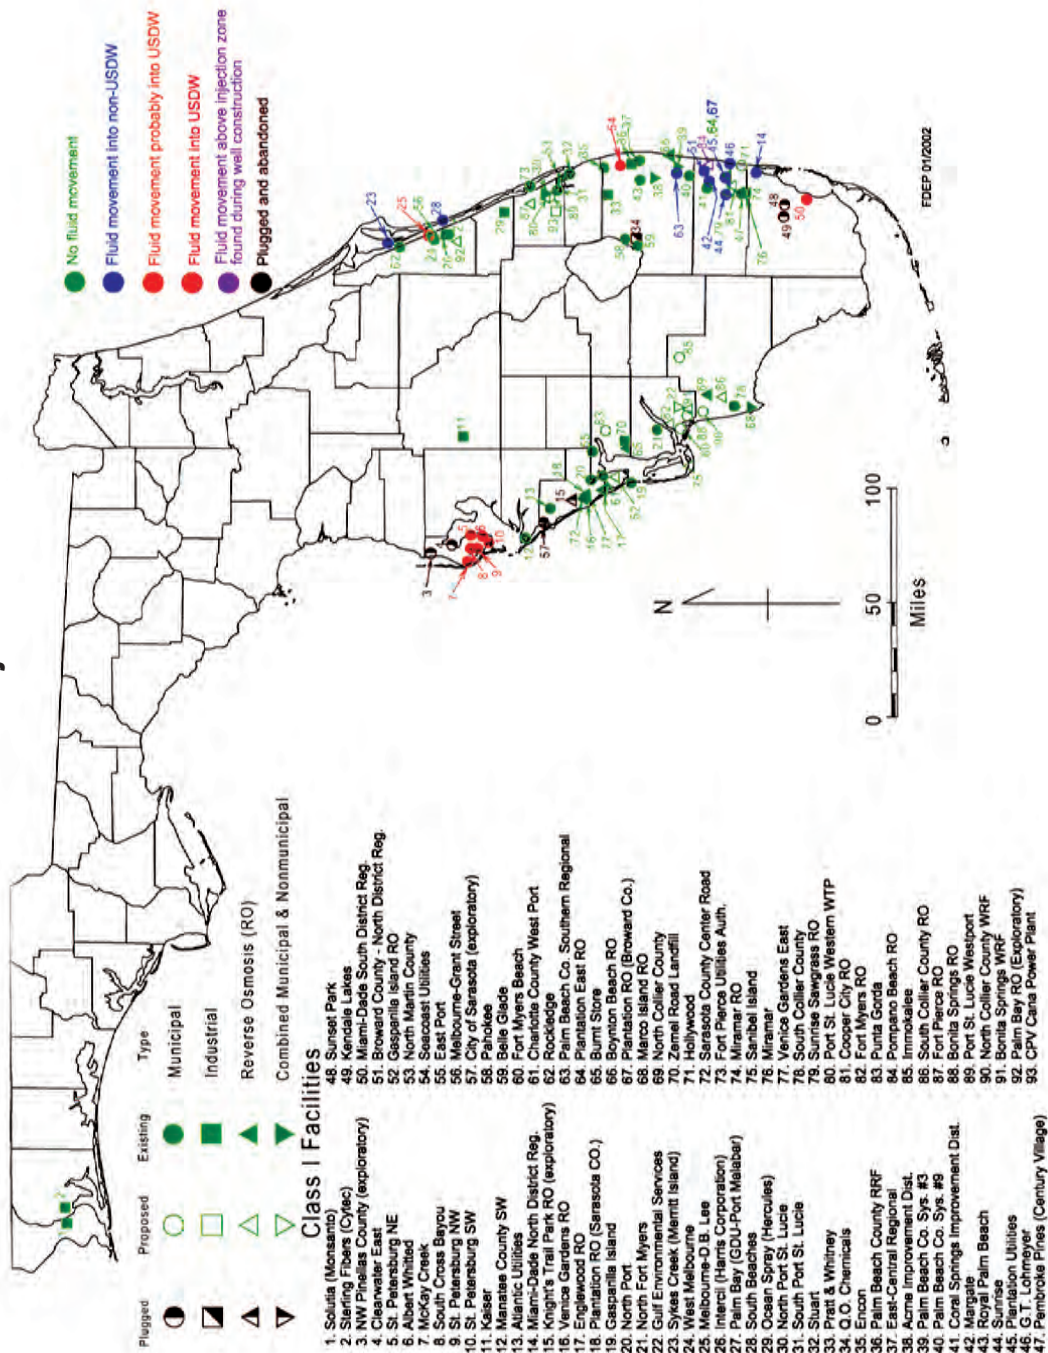 No fluid movement
Fluid movement into non-USDW
Fluid movement probably into USDW
Fluid movement into USDW
Fluid movement above injection zone
found during well construction
Plugged and abandoned
FDEP 01/2002
N
0 50 100
Miles
Plugged Proposed Existing Type
Municipal
Industrial
Reverse Osmosis (RO)
Combined Municipal & Nonmunicipal
Class I Facilities
1. Solutia (Monsanto)
2. Sterling Fibers (Cytec)
3. NW Pinellas County (exploratory)
4. Clearwater East
5. St. Petersburg NE
6. Albert Whitted
7. McKay Creek
8. South Cross Bayou
9. St. Petersburg NW
10. St. Petersburg SW
11. Kaiser
12. Manatee County SW
13. Atlantic Utilities
14. Miami-Dade North District Reg.
15. Knight's Trail Park RO (exploratory)
16. Venice Gardens RO
17. Englewood RO
18. Plantation RO (Sarasota CO.)
19. Gasparilla Island
20. North Port
21. North Fort Myers
22. Gulf Environmental Services
23. Sykes Creek (Merritt Island)
24. West Melbourne
25. Melbourne-D.B. Lee
26. Intercil (Harris Corporation)
27. Palm Bay (GDU-Port Malabar)
28. South Beaches
29. Ocean Spray (Hercules)
30. North Port St. Lucie
31. South Port St. Lucie
32. Stuart
33. Pratt & Whitney
34. Q.O. Chemicals
35. Encon
36. Palm Beach County RRF
37. East-Central Regional
38. Acme Improvement Dist.
39. Palm Beach Co. Sys. #3
40. Palm Beach Co. Sys. #9
41. Coral Springs Improvement Dist.
42. Margate
43. Royal Palm Beach
44. Sunrise
45. Plantation Utilities
46. G.T. Lohmeyer
47. Pembroke Pines (Century Village)
48. Sunset Park
49. Kendale Lakes
50. Miami-Dade South District Reg.
51. Broward County - North District Reg.
52. Gasparilla Island RO
53. North Martin County
54. Seacoast Utilities
55. East Port
56. Melbourne-Grant Street
57. City of Sarasota (exploratory)
58. Pahokee
59. Belle Glade
60. Fort Myers Beach
61. Charlotte County West Port
62. Rockledge
63. Palm Beach Co. Southern Regional
64. Plantation East RO
65. Burnt Store
66. Boynton Beach RO
67. Plantation RO (Broward Co.)
68. Marco Island RO
69. North Collier County
70. Zemel Road Landfill
71. Hollywood
72. Sarasota County Center Road
73. Fort Pierce Utilities Auth.
74. Miramar RO
75. Sanibel Island
76. Miramar
77. Venice Gardens East
78. South Collier County
79. Sunrise Sawgrass RO
80. Port St. Lucie Western WTP
81. Cooper City RO
82. Fort Myers RO
83. Punta Gorda
84. Pompano Beach RO
85. Immokalee
86. South Collier County RO
87. Fort Pierce RO
88. Bonita Springs RO
89. Port St. Lucie Westport
90. North Collier County WRF
91. Bonita Springs WRF
92. Palm Bay RO (Exploratory)
93. CPV Cana Power Plant